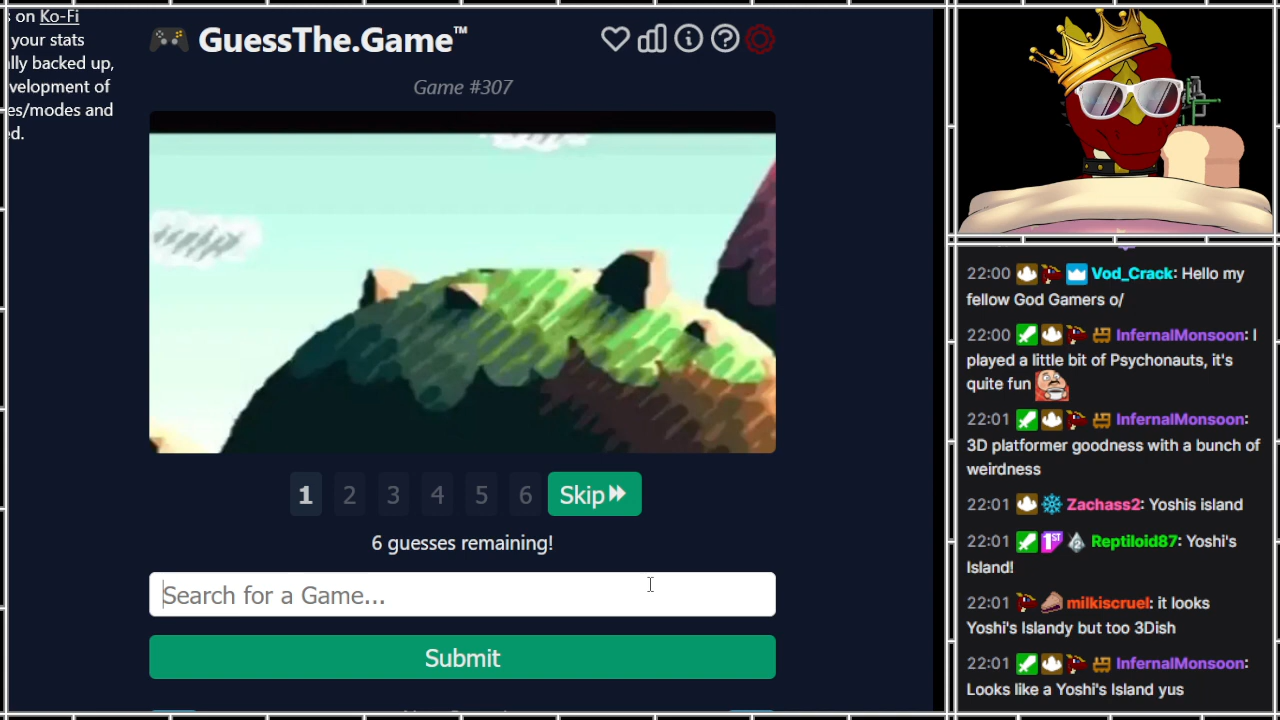 s on Ko-Fi
your stats
lly backed up,
velopment of
es/modes and
ed.
GuessThe.Game™
Game #307
1 2 3 4 5 6 Skip
6 guesses remaining!
Search for a Game...
Submit
22:00 Vod_Crack: Hello my
fellow God Gamers o/
22:00 InfernalMonsoon: I
played a little bit of Psychonauts, it's
quite fun
22:01 InfernalMonsoon:
3D platformer goodness with a bunch of
weirdness
22:01 Zachass2: Yoshis island
22:01 1ST 2 Reptiloid87: Yoshi's
Island!
22:01 milkiscruel: it looks
Yoshi's Islandy but too 3Dish
22:01 InfernalMonsoon:
Looks like a Yoshi's Island yus